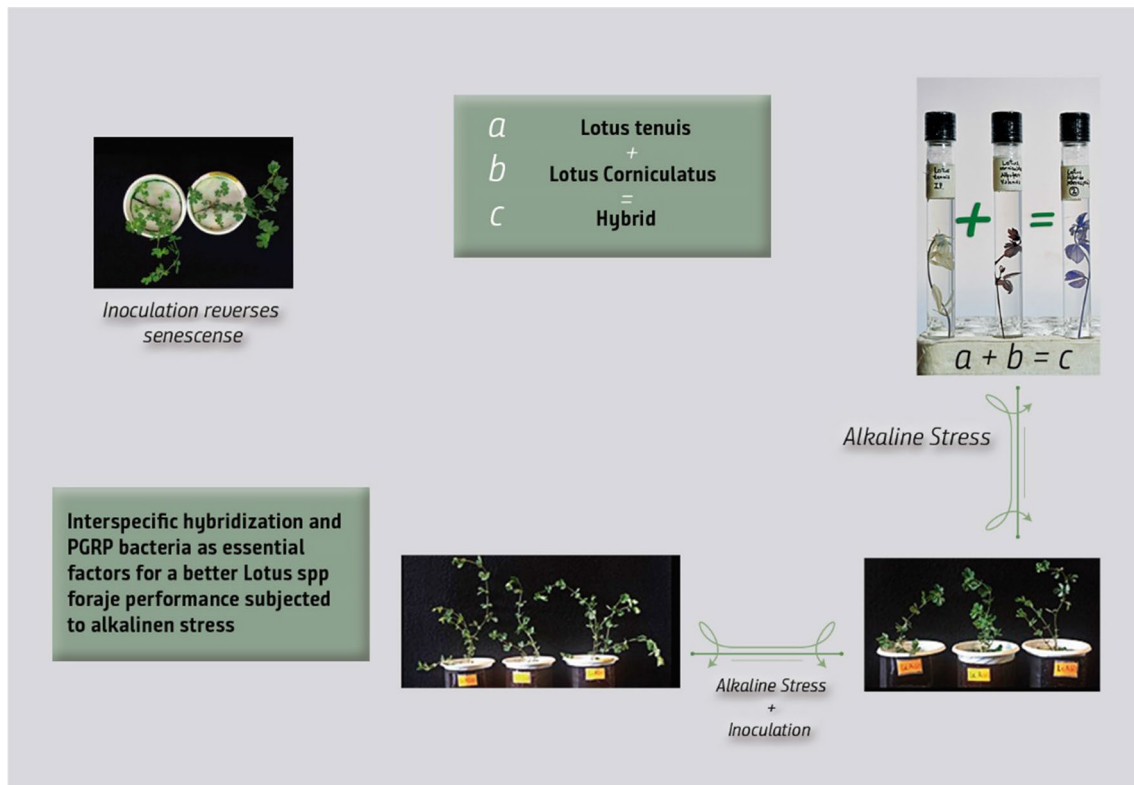 a Lotus tenuis
+
b Lotus Corniculatus
=
c Hybrid
Inoculation reverses
senescense
+ =
a + b = c
Alkaline Stress
Interspecific hybridization and
PGRP bacteria as essential
factors for a better Lotus spp
foraje performance subjected
to alkalinen stress
Alkaline Stress
+
Inoculation